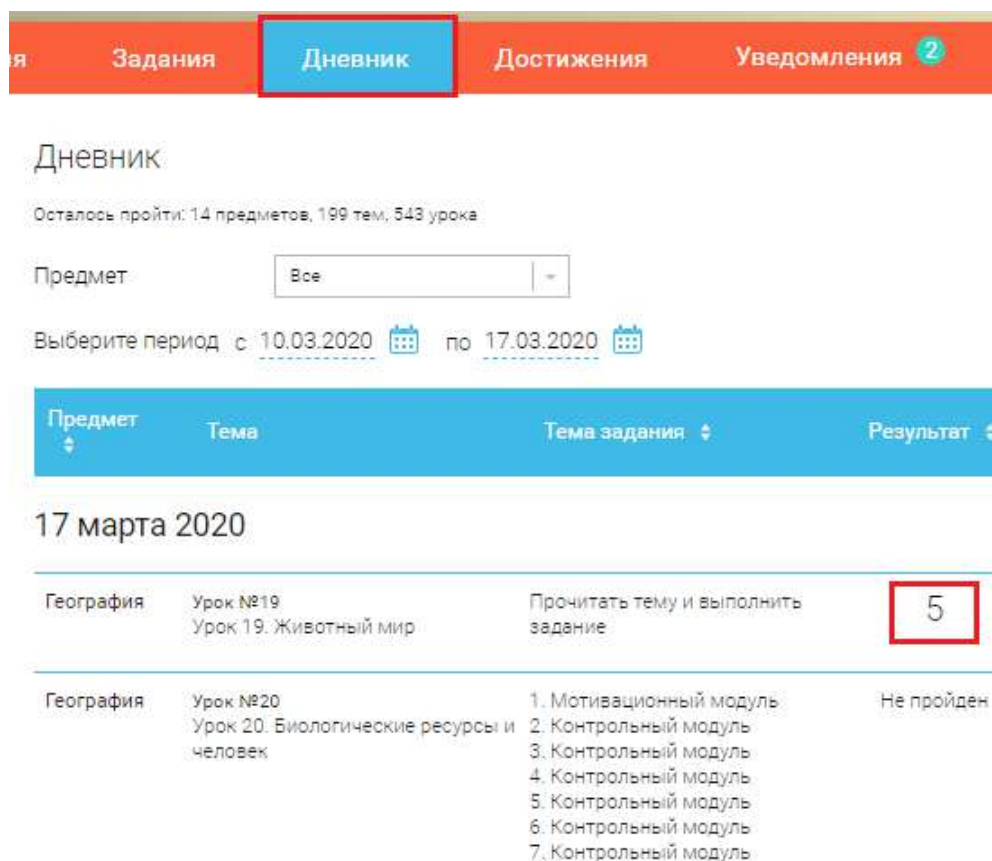 ия Задания Дневник Достижения Уведомления 2
Дневник
Осталось пройти: 14 предметов, 199 тем, 543 урока
Предмет Все
Выберите период с 10.03.2020 по 17.03.2020
Предмет Тема Тема задания Результат
17 марта 2020
География Урок №19 Прочитать тему и выполнить 5
Урок 19. Животный мир задание
География Урок №20 1. Мотивационный модуль Не пройден
Урок 20. Биологические ресурсы и 2. Контрольный модуль
человек 3. Контрольный модуль
4. Контрольный модуль
5. Контрольный модуль
6. Контрольный модуль
7. Контрольный модуль